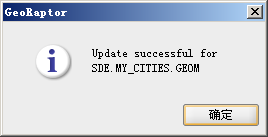 GeoRaptor
Update successful for
SDE.MY_CITIES.GEOM
确定